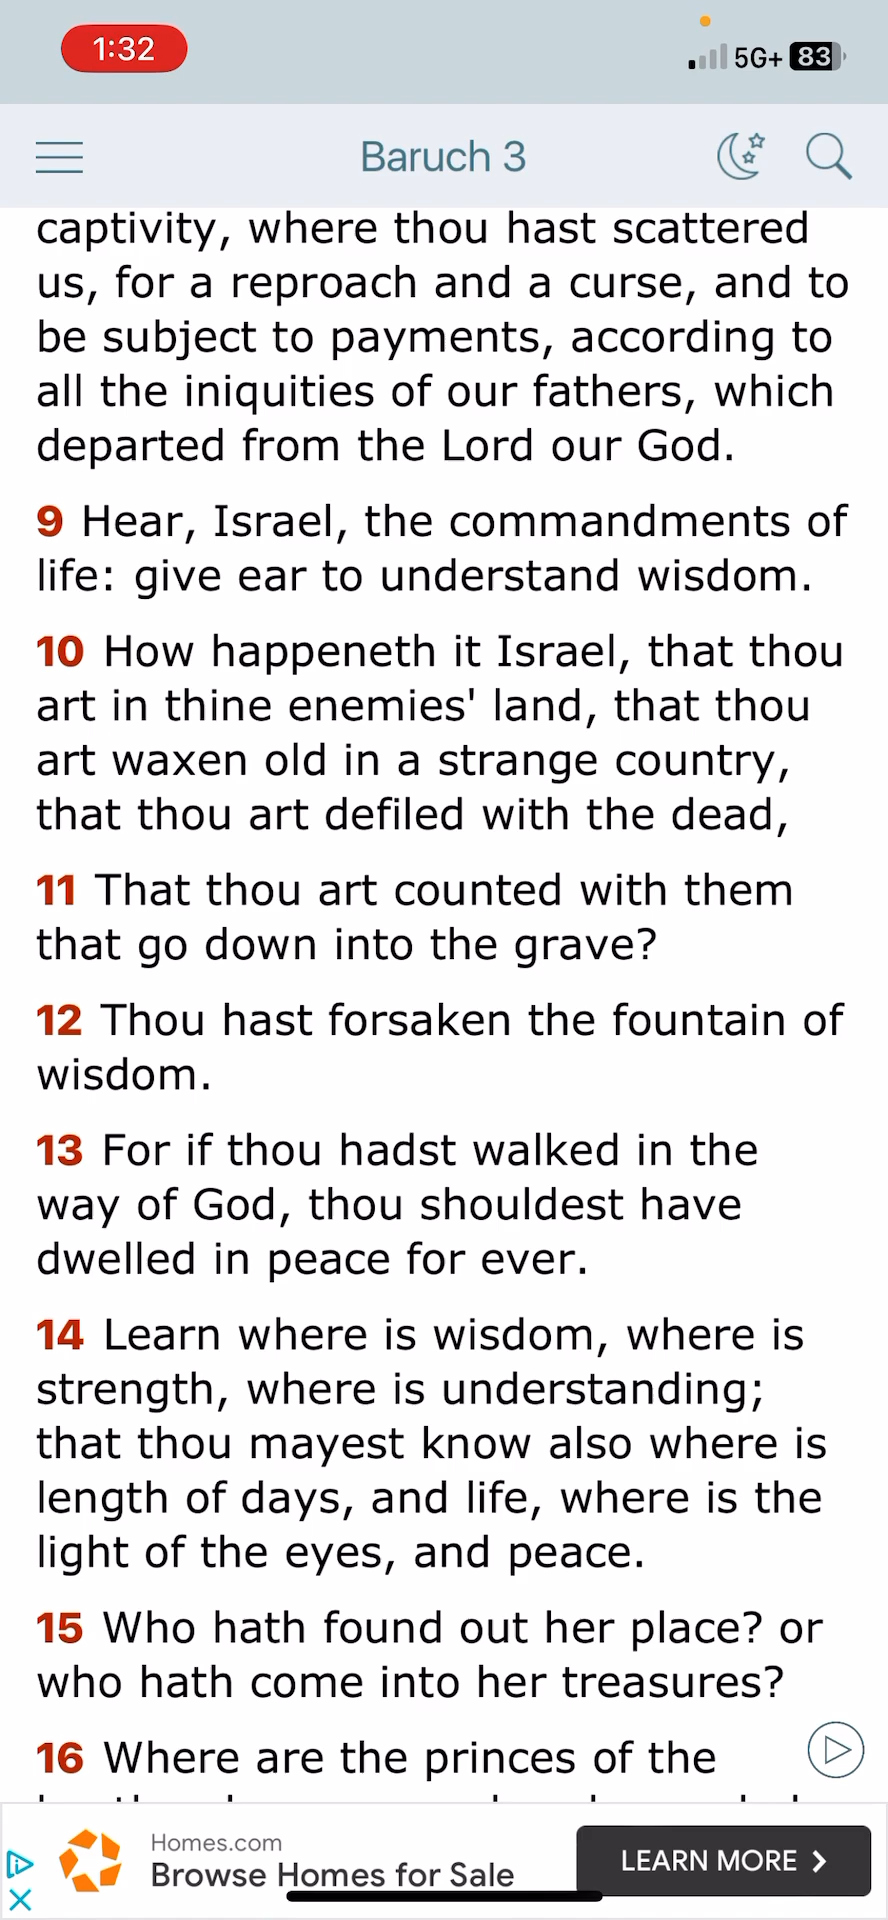 1:32
5G+ 83
Baruch 3
captivity, where thou hast scattered
us, for a reproach and a curse, and to
be subject to payments, according to
all the iniquities of our fathers, which
departed from the Lord our God.
9 Hear, Israel, the commandments of
life: give ear to understand wisdom.
10 How happeneth it Israel, that thou
art in thine enemies' land, that thou
art waxen old in a strange country,
that thou art defiled with the dead,
11 That thou art counted with them
that go down into the grave?
12 Thou hast forsaken the fountain of
wisdom.
13 For if thou hadst walked in the
way of God, thou shouldest have
dwelled in peace for ever.
14 Learn where is wisdom, where is
strength, where is understanding;
that thou mayest know also where is
length of days, and life, where is the
light of the eyes, and peace.
15 Who hath found out her place? or
who hath come into her treasures?
16 Where are the princes of the
Homes.com
Browse Homes for Sale
LEARN MORE